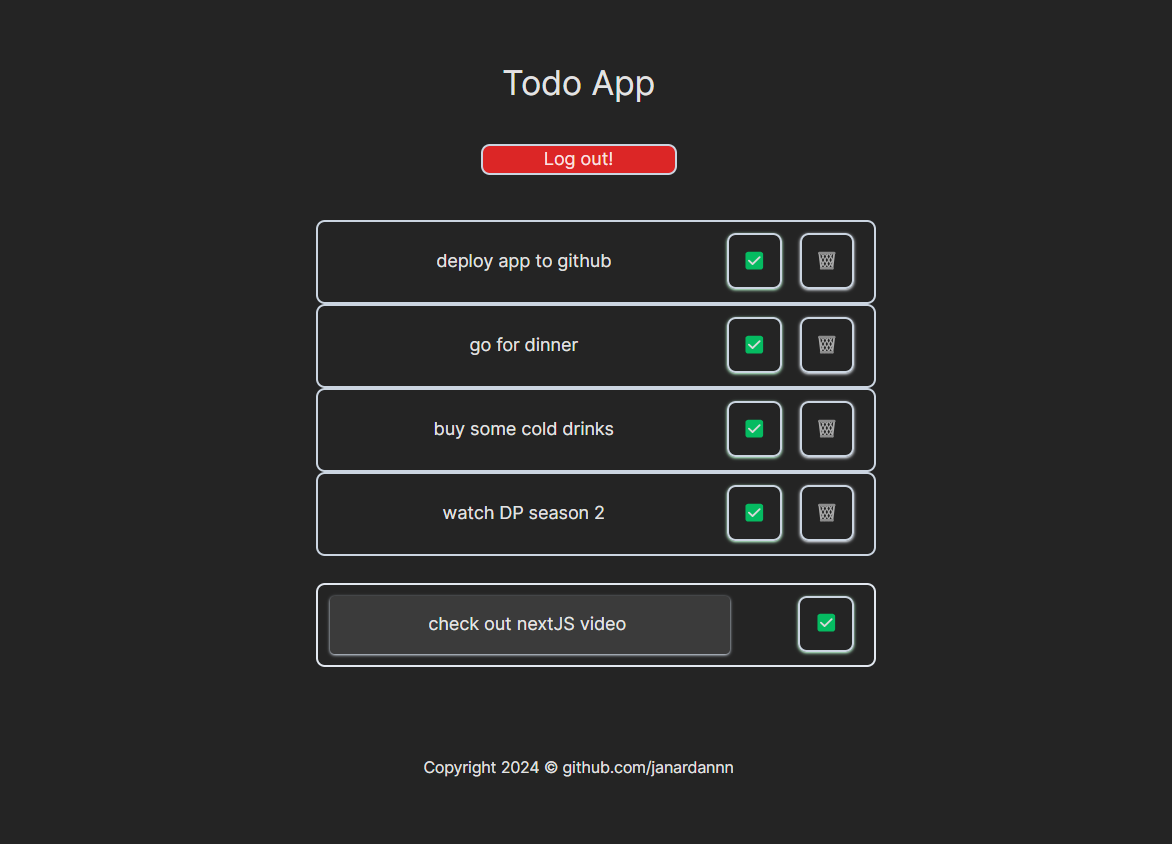 Todo App
Log out!
deploy app to github
go for dinner
buy some cold drinks
watch DP season 2
check out nextJS video
Copyright 2024 © github.com/janardannn